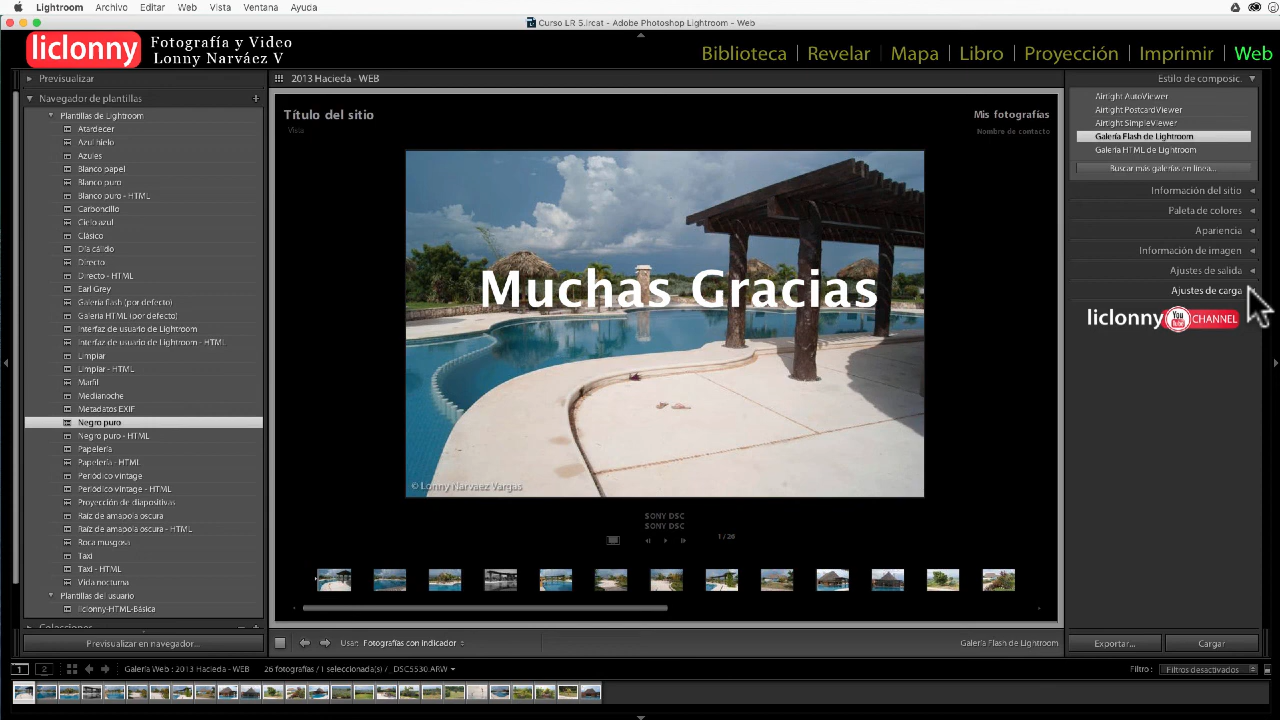 Lightroom Archivo Editar Web Vista Ventana Ayuda
Curso LR 5.lrcat - Adobe Photoshop Lightroom - Web
liclonny
Fotografía y Video
Lonny Narváez V
Biblioteca | Revelar | Mapa | Libro | Proyección | Imprimir | Web
Previsualizar
Navegador de plantillas +
Plantillas de Lightroom
Atardecer
Azul hielo
Azules
Blanco papel
Blanco puro
Blanco puro - HTML
Carboncillo
Cielo azul
Clásico
Día cálido
Directo
Directo - HTML
Earl Grey
Galería flash (por defecto)
Galería HTML (por defecto)
Interfaz de usuario de Lightroom
Interfaz de usuario de Lightroom - HTML
Limpiar
Limpiar - HTML
Marfil
Medianoche
Metadatos EXIF
Negro puro
Negro puro - HTML
Papelería
Papelería - HTML
Periódico vintage
Periódico vintage - HTML
Proyección de diapositivas
Raíz de amapola oscura
Raíz de amapola oscura - HTML
Roca musgosa
Taxi
Taxi - HTML
Vida nocturna
Plantillas del usuario
liclonny-HTML-Básica
Colecciones
Previsualizar en navegador...
2013 Hacieda - WEB
Título del sitio
Vista
Mis fotografías
Nombre de contacto
Muchas Gracias
© Lonny Narvaez Vargas
SONY DSC
SONY DSC
1 / 26
Usar: Fotografías con indicador
Galería Flash de Lightroom
Estilo de composic.
Airtight AutoViewer
Airtight PostcardViewer
Airtight SimpleViewer
Galería Flash de Lightroom
Galería HTML de Lightroom
Buscar más galerías en línea...
Información del sitio
Paleta de colores
Apariencia
Información de imagen
Ajustes de salida
Ajustes de carga
liclonny You Tube CHANNEL
Exportar... Cargar
1 2 Galería Web : 2013 Hacieda - WEB 26 fotografías / 1 seleccionada(s) / _DSC5530.ARW
Filtro : Filtros desactivados